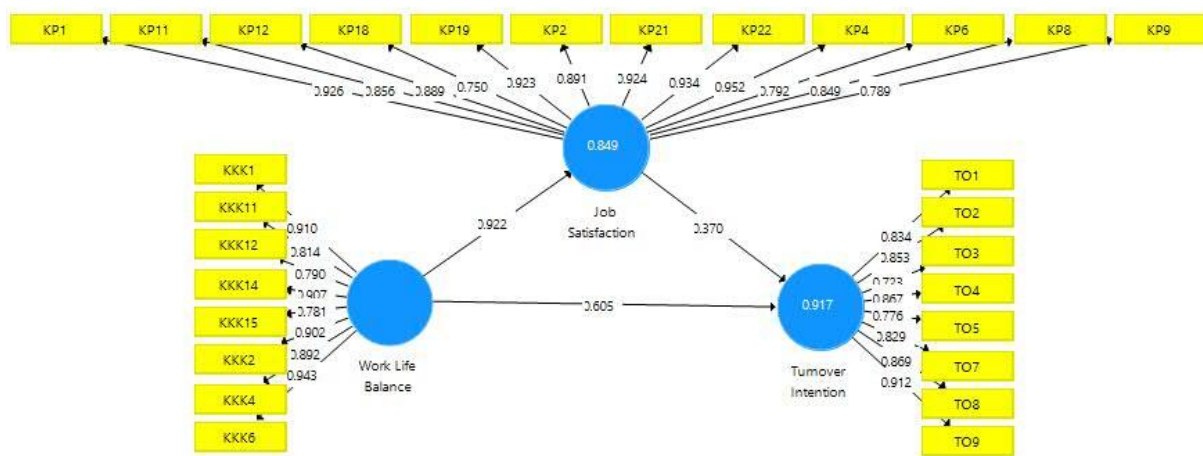 KP1 KP11 KP12 KP18 KP19 KP2 KP21 KP22 KP4 KP6 KP8 KP9
0.926 0.856 0.889 0.750 0.923 0.891 0.924 0.934 0.952 0.792 0.849 0.789
0.849
Job
Satisfaction
KKK1
KKK11
KKK12
KKK14
KKK15
KKK2
KKK4
KKK6
0.910
0.814
0.790
0.907
0.781
0.902
0.892
0.943
Work Life
Balance
0.922
0.370
0.605
0.917
Turnover
Intention
0.834
0.853
0.723
0.867
0.776
0.829
0.869
0.912
TO1
TO2
TO3
TO4
TO5
TO7
TO8
TO9